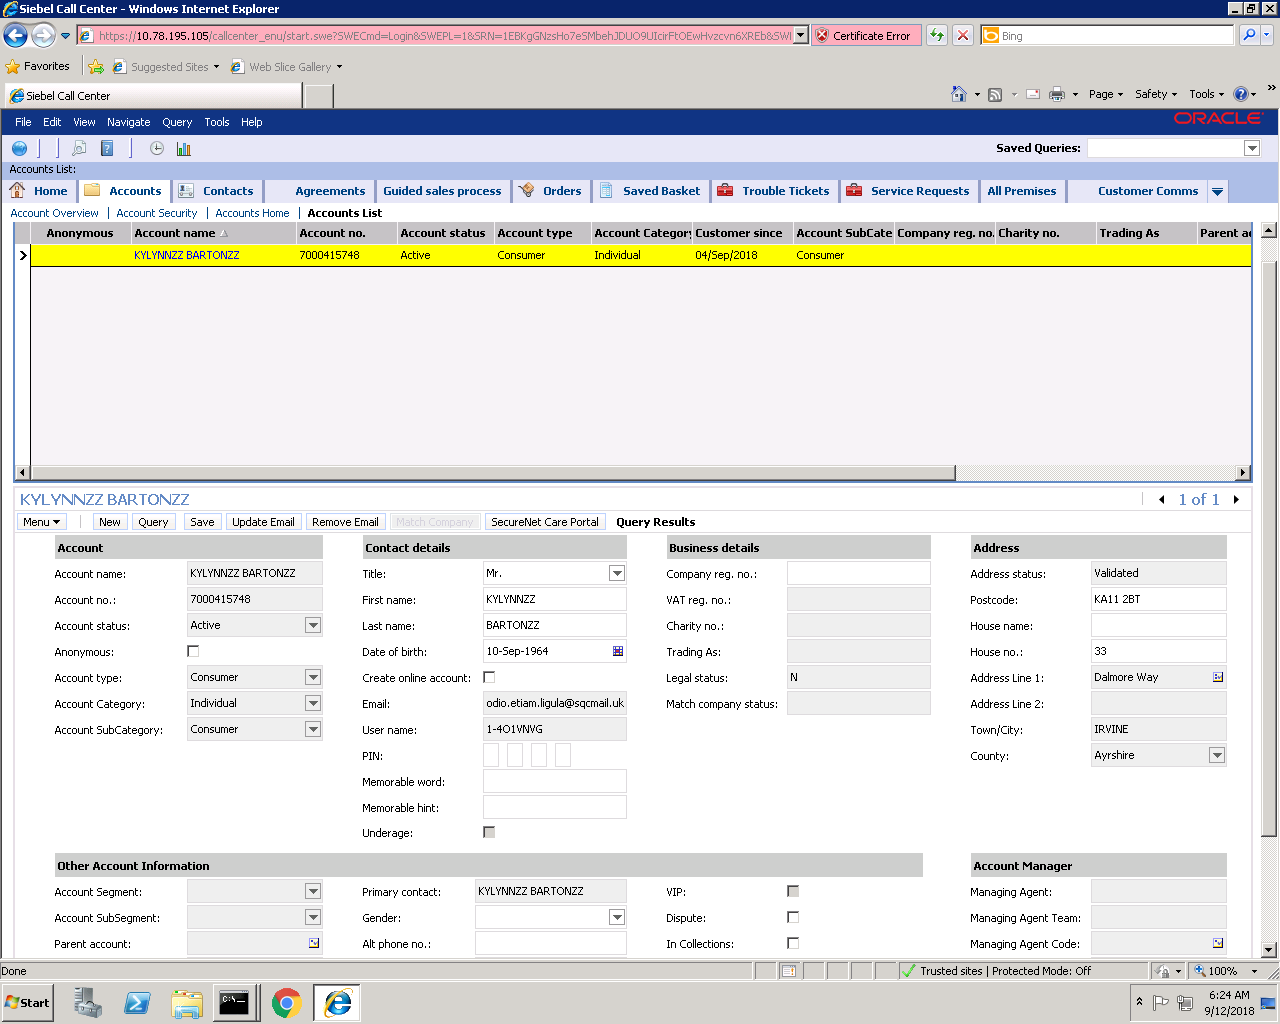 Siebel Call Center - Windows Internet Explorer
https://10.78.195.105/callcenter_enu/start.swe?SWECmd=Login&SWEPL=1&SRN= Certificate Error Bing
Favorites Suggested Sites Web Slice Gallery
Siebel Call Center Page Safety Tools
File Edit View Navigate Query Tools Help ORACLE
Saved Queries:
Accounts List:
Home Accounts Contacts Agreements Guided sales process Orders Saved Basket Trouble Tickets Service Requests All Premises Customer Comms
Account Overview | Account Security | Accounts Home | Accounts List
Anonymous Account name Account no. Account status Account type Account Category Customer since Account SubCate Company reg. no. Charity no. Trading As Parent ac
KYLYNNZZ BARTONZZ 7000415748 Active Consumer Individual 04/Sep/2018 Consumer
KYLYNNZZ BARTONZZ 1 of 1
Menu New Query Save Update Email Remove Email Match Company SecureNet Care Portal Query Results
Account Contact details Business details Address
Account name: KYLYNNZZ BARTONZZ Title: Mr. Company reg. no.: Address status: Validated
Account no.: 7000415748 First name: KYLYNNZZ VAT reg. no.: Postcode: KA11 2BT
Account status: Active Last name: BARTONZZ Charity no.: House name:
Anonymous: Date of birth: 10-Sep-1964 Trading As: House no.: 33
Account type: Consumer Create online account: Legal status: N Address Line 1: Dalmore Way
Account Category: Individual Email: odio.etiam.ligula@sqcmail.uk Match company status: Address Line 2:
Account SubCategory: Consumer User name: 1-4O1VNVG Town/City: IRVINE
PIN: County: Ayrshire
Memorable word:
Memorable hint:
Underage:
Other Account Information Account Manager
Account Segment: Primary contact: KYLYNNZZ BARTONZZ VIP: Managing Agent:
Account SubSegment: Gender: Dispute: Managing Agent Team:
Parent account: Alt phone no.: In Collections: Managing Agent Code:
Done Trusted sites | Protected Mode: Off 100%
Start 6:24 AM
9/12/2018